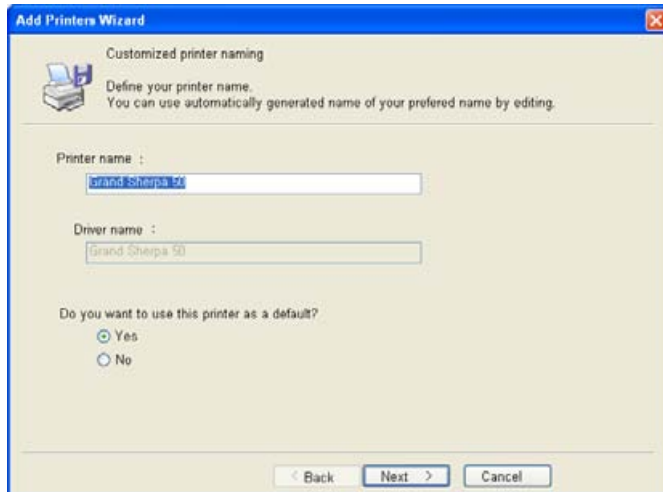 Add Printers Wizard
Customized printer naming
Define your printer name.
You can use automatically generated name of your prefered name by editing.
Printer name :
Grand Sherpa 50
Driver name :
Grand Sherpa 50
Do you want to use this printer as a default?
Yes
No
< Back Next > Cancel